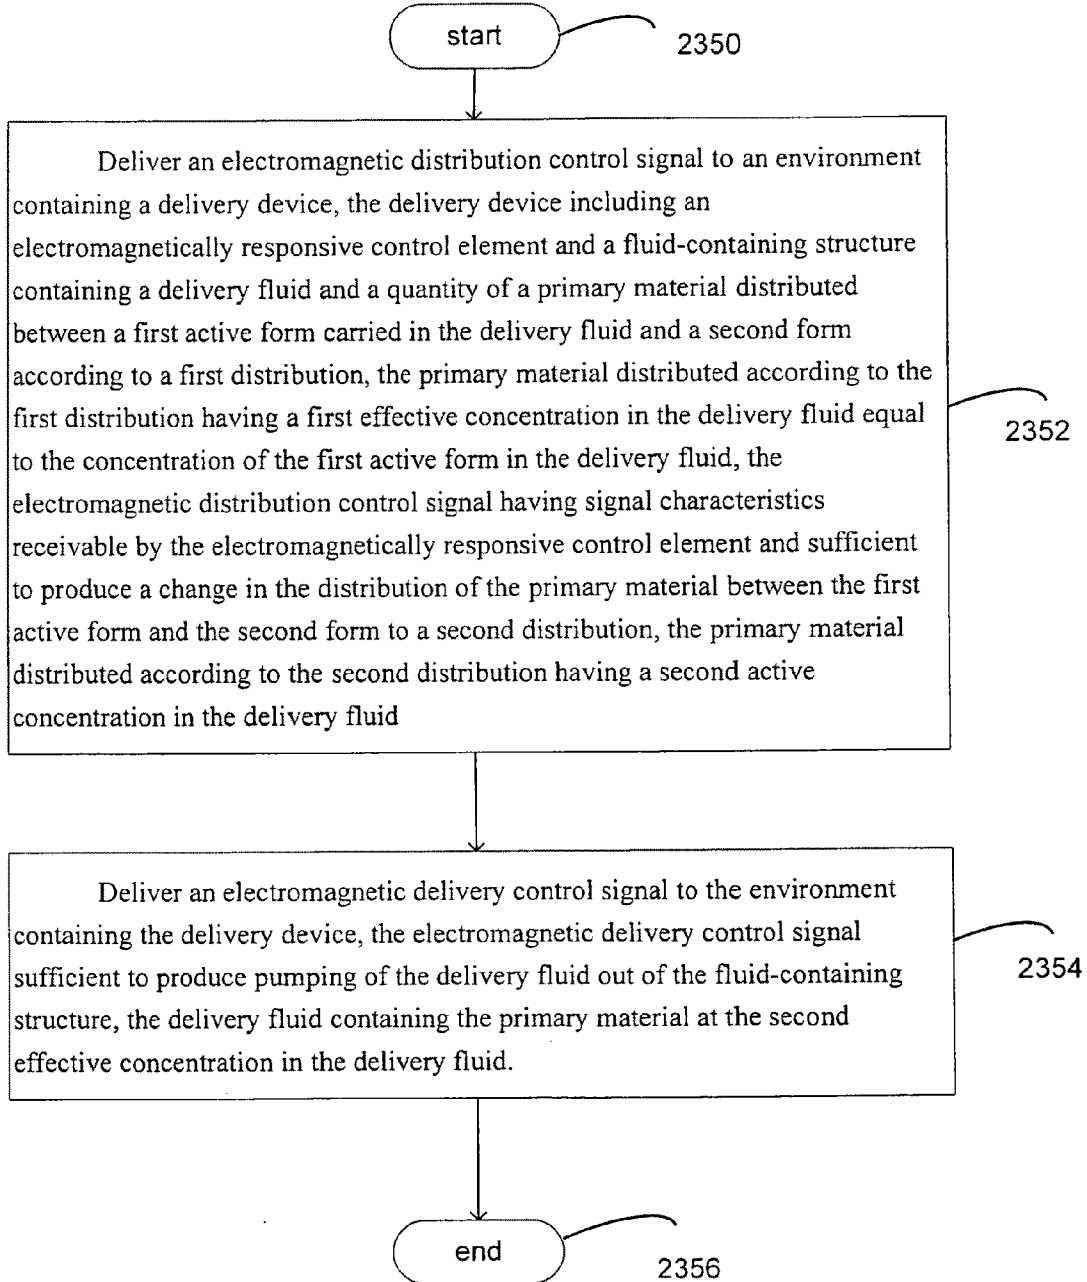 start
2350
Deliver an electromagnetic distribution control signal to an environment
containing a delivery device, the delivery device including an
electromagnetically responsive control element and a fluid-containing structure
containing a delivery fluid and a quantity of a primary material distributed
between a first active form carried in the delivery fluid and a second form
according to a first distribution, the primary material distributed according to the
first distribution having a first effective concentration in the delivery fluid equal
to the concentration of the first active form in the delivery fluid, the
electromagnetic distribution control signal having signal characteristics
receivable by the electromagnetically responsive control element and sufficient
to produce a change in the distribution of the primary material between the first
active form and the second form to a second distribution, the primary material
distributed according to the second distribution having a second active
concentration in the delivery fluid
2352
Deliver an electromagnetic delivery control signal to the environment
containing the delivery device, the electromagnetic delivery control signal
sufficient to produce pumping of the delivery fluid out of the fluid-containing
structure, the delivery fluid containing the primary material at the second
effective concentration in the delivery fluid.
2354
end
2356